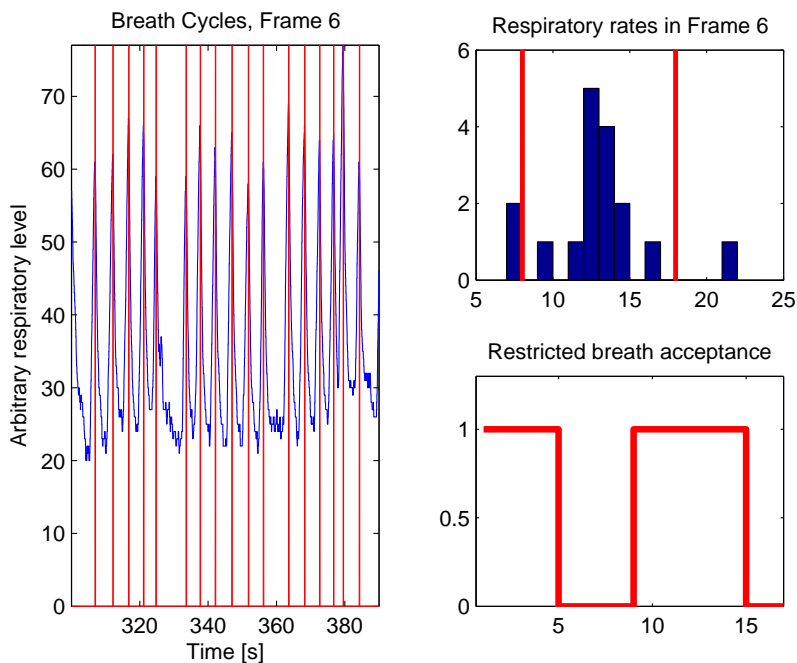 Breath Cycles, Frame 6
Arbitrary respiratory level
70
60
50
40
30
20
10
0
320 340 360 380
Time [s]
Respiratory rates in Frame 6
6
4
2
0
5 10 15 20 25
Restricted breath acceptance
1
0.5
0
5 10 15